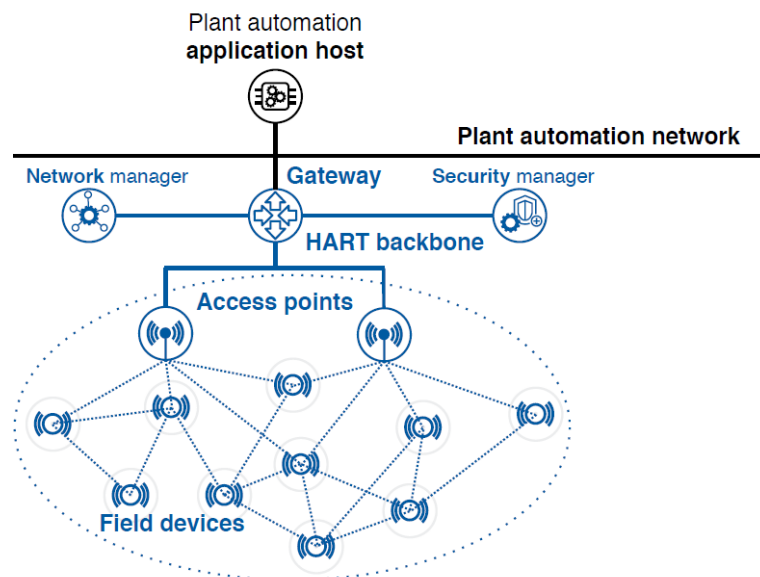 Plant automation
application host
Plant automation network
Network manager
Gateway
Security manager
HART backbone
Access points
Field devices